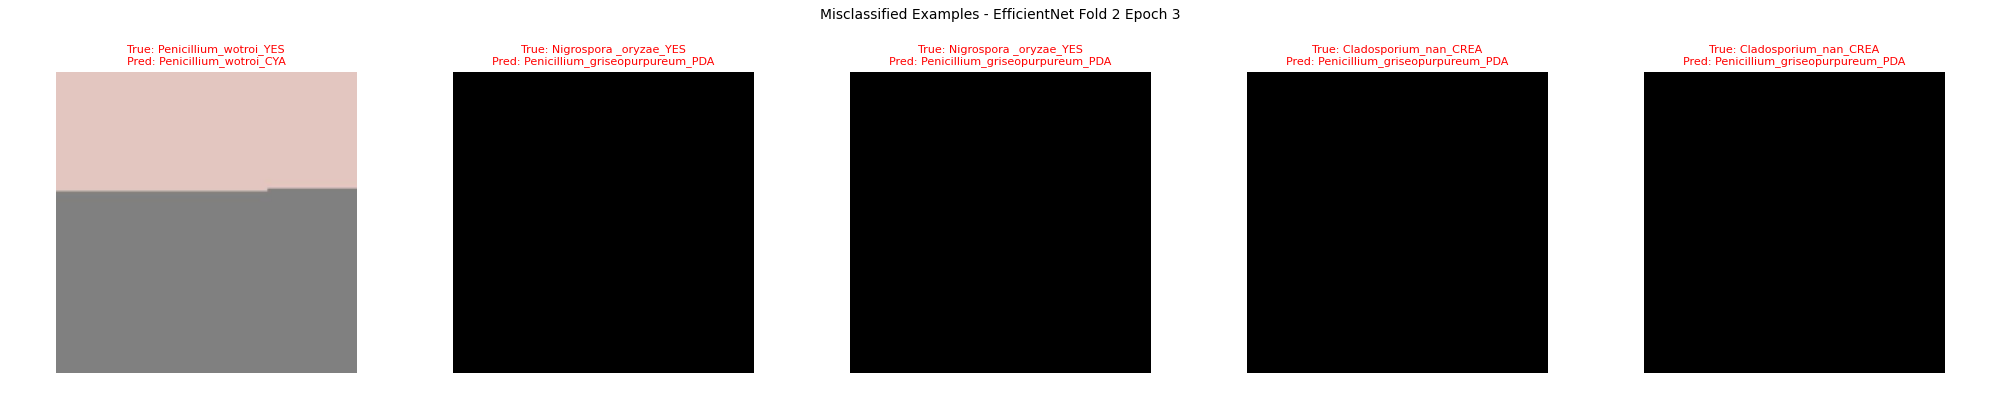 Misclassified Examples - EfficientNet Fold 2 Epoch 3
True: Penicillium_wotroi_YES
Pred: Penicillium_wotroi_CYA
True: Nigrospora _oryzae_YES
Pred: Penicillium_griseopurpureum_PDA
True: Nigrospora _oryzae_YES
Pred: Penicillium_griseopurpureum_PDA
True: Cladosporium_nan_CREA
Pred: Penicillium_griseopurpureum_PDA
True: Cladosporium_nan_CREA
Pred: Penicillium_griseopurpureum_PDA